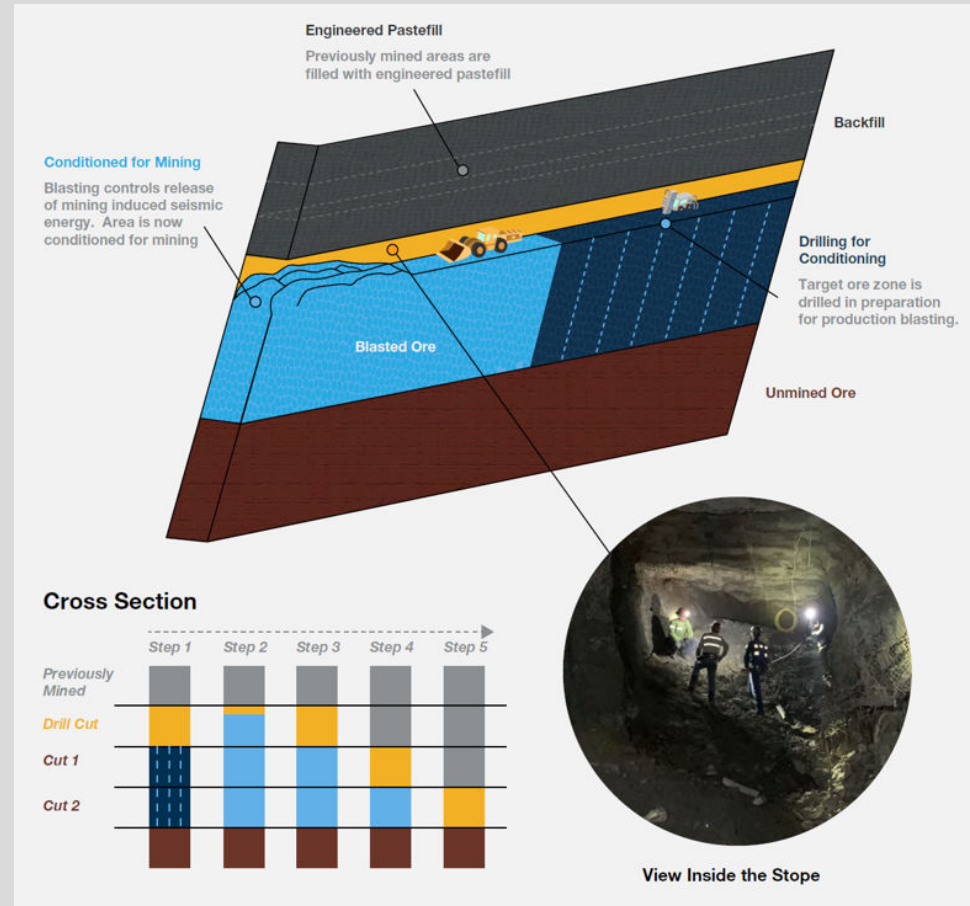 Engineered Pastefill
Previously mined areas are
filled with engineered pastefill
Backfill
Conditioned for Mining
Blasting controls release
of mining induced seismic
energy. Area is now
conditioned for mining
Drilling for
Conditioning
Target ore zone is
drilled in preparation
for production blasting.
Blasted Ore
Unmined Ore
Cross Section
Step 1 Step 2 Step 3 Step 4 Step 5
Previously
Mined
Drill Cut
Cut 1
Cut 2
View Inside the Stope